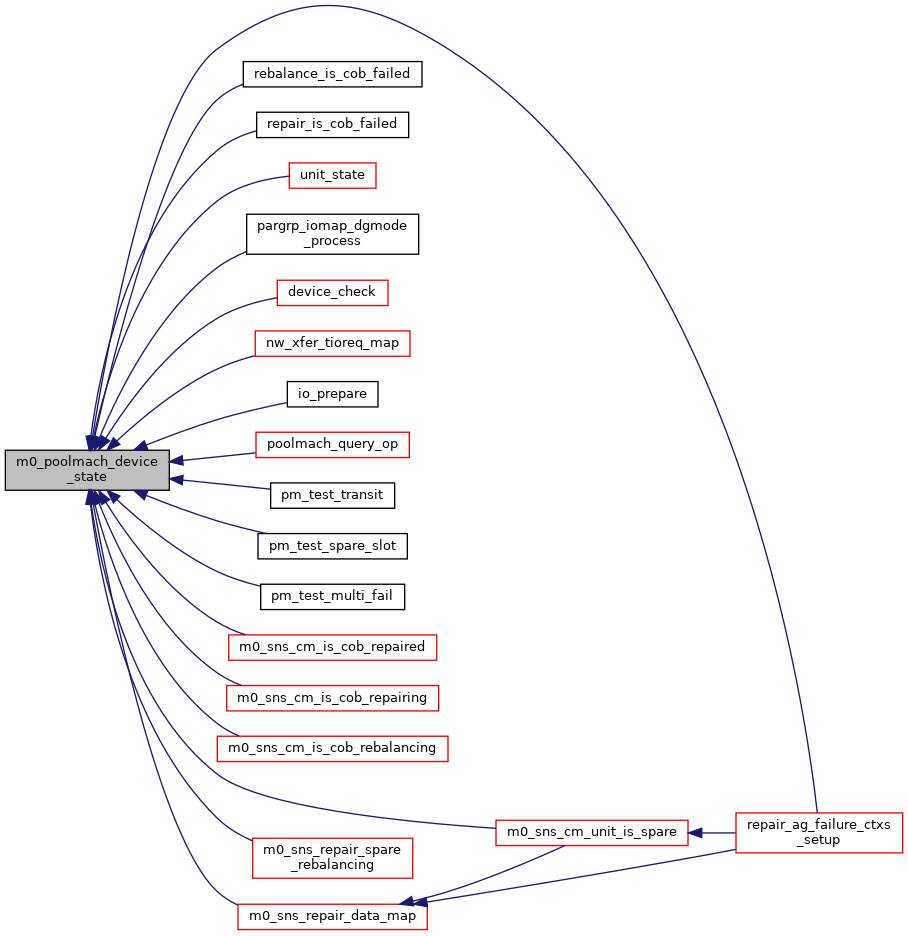 rebalance_is_cob_failed
repair_is_cob_failed
unit_state
pargrp_iomap_dgmode
_process
device_check
nw_xfer_tioreq_map
io_prepare
poolmach_query_op
m0_poolmach_device
_state
pm_test_transit
pm_test_spare_slot
pm_test_multi_fail
m0_sns_cm_is_cob_repaired
m0_sns_cm_is_cob_repairing
m0_sns_cm_is_cob_rebalancing
m0_sns_cm_unit_is_spare
repair_ag_failure_ctxs
_setup
m0_sns_repair_spare
_rebalancing
m0_sns_repair_data_map